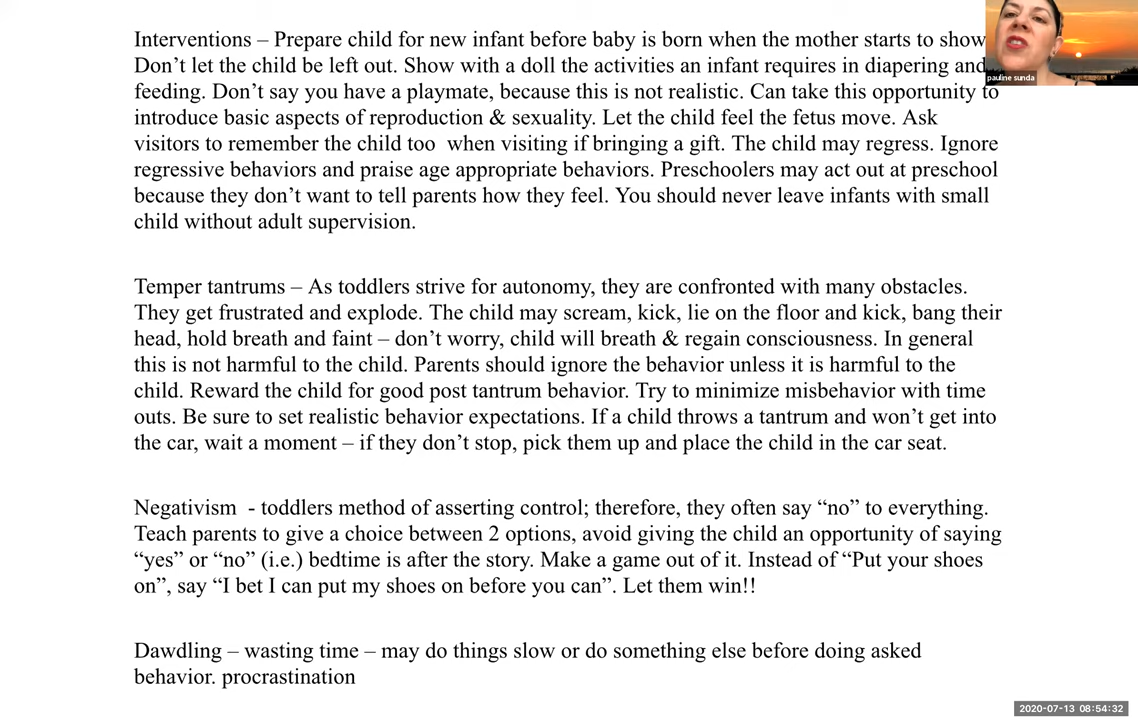 Interventions – Prepare child for new infant before baby is born when the mother starts to show
Don’t let the child be left out. Show with a doll the activities an infant requires in diapering and
feeding. Don’t say you have a playmate, because this is not realistic. Can take this opportunity to
introduce basic aspects of reproduction & sexuality. Let the child feel the fetus move. Ask
visitors to remember the child too  when visiting if bringing a gift. The child may regress. Ignore
regressive behaviors and praise age appropriate behaviors. Preschoolers may act out at preschool
because they don’t want to tell parents how they feel. You should never leave infants with small
child without adult supervision.
Temper tantrums – As toddlers strive for autonomy, they are confronted with many obstacles.
They get frustrated and explode. The child may scream, kick, lie on the floor and kick, bang their
head, hold breath and faint – don’t worry, child will breath & regain consciousness. In general
this is not harmful to the child. Parents should ignore the behavior unless it is harmful to the
child. Reward the child for good post tantrum behavior. Try to minimize misbehavior with time
outs. Be sure to set realistic behavior expectations. If a child throws a tantrum and won’t get into
the car, wait a moment – if they don’t stop, pick them up and place the child in the car seat.
Negativism  - toddlers method of asserting control; therefore, they often say “no” to everything.
Teach parents to give a choice between 2 options, avoid giving the child an opportunity of saying
“yes” or “no” (i.e.) bedtime is after the story. Make a game out of it. Instead of “Put your shoes
on”, say “I bet I can put my shoes on before you can”. Let them win!!
Dawdling – wasting time – may do things slow or do something else before doing asked
behavior. procrastination
pauline sunda
2020-07-13 08:54:32